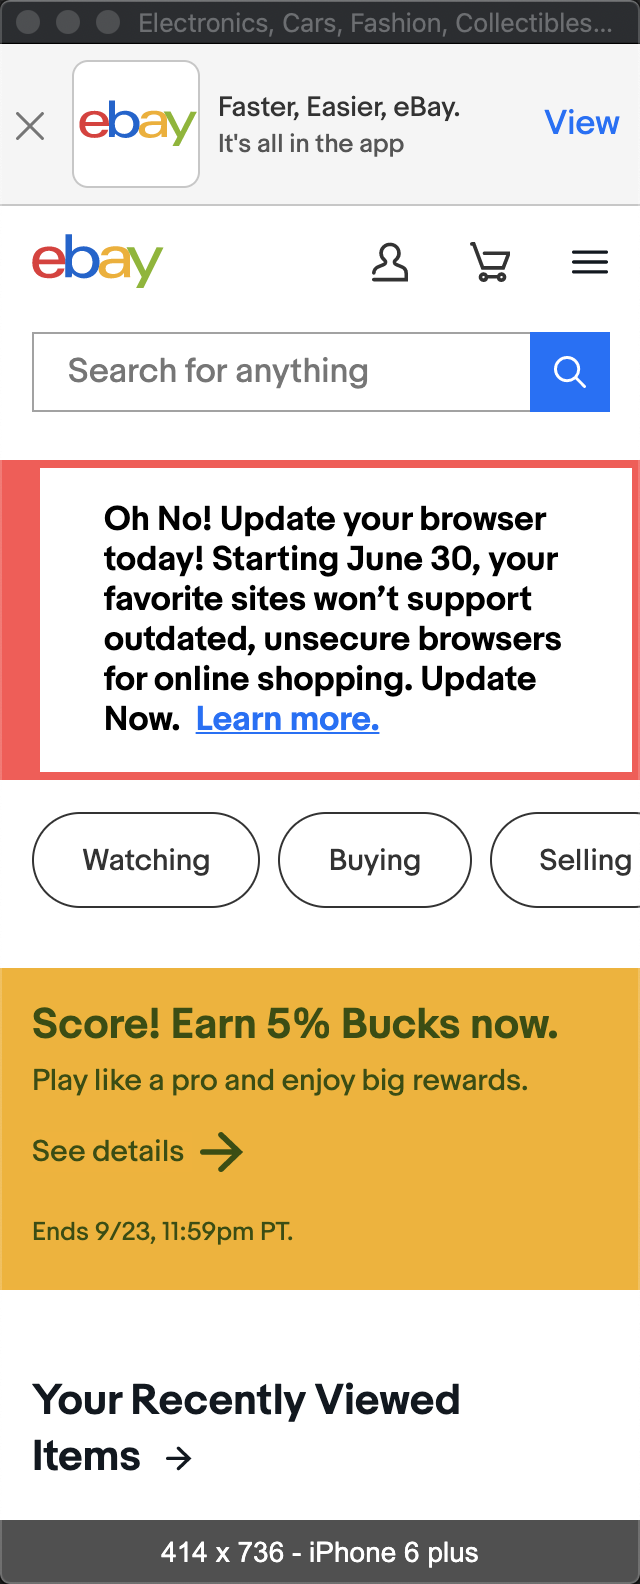 Electronics, Cars, Fashion, Collectibles...
ebay
Faster, Easier, eBay.
It's all in the app
View
ebay
Search for anything
Oh No! Update your browser
today! Starting June 30, your
favorite sites won’t support
outdated, unsecure browsers
for online shopping. Update
Now. Learn more.
Watching
Buying
Selling
Score! Earn 5% Bucks now.
Play like a pro and enjoy big rewards.
See details
Ends 9/23, 11:59pm PT.
Your Recently Viewed
Items
414 x 736 - iPhone 6 plus